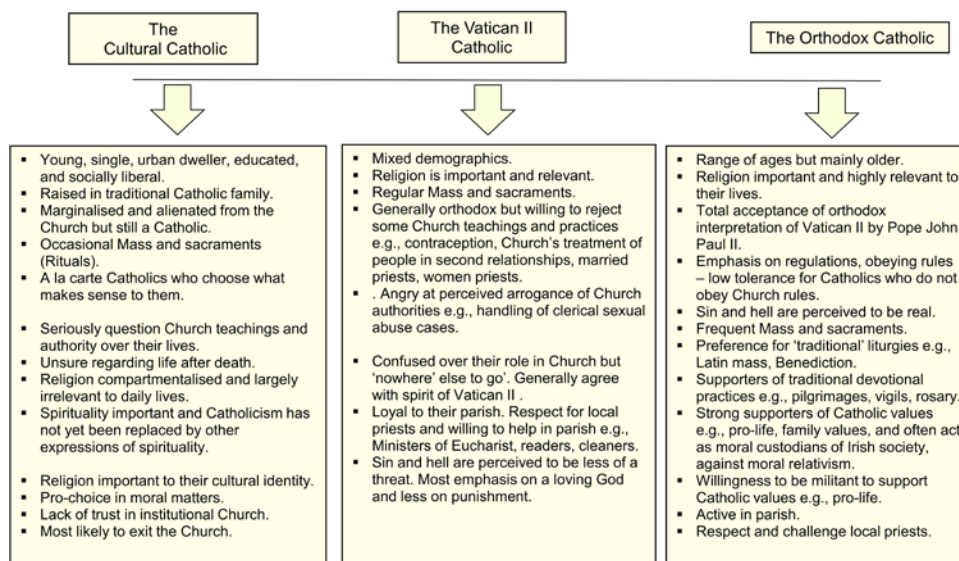 The
Cultural Catholic
The Vatican II
Catholic
The Orthodox Catholic
▪ Young, single, urban dweller, educated,
and socially liberal.
▪ Raised in traditional Catholic family.
▪ Marginalised and alienated from the
Church but still a Catholic.
▪ Occasional Mass and sacraments
(Rituals).
▪ A la carte Catholics who choose what
makes sense to them.
▪ Seriously question Church teachings and
authority over their lives.
▪ Unsure regarding life after death.
▪ Religion compartmentalised and largely
irrelevant to daily lives.
▪ Spirituality important and Catholicism has
not yet been replaced by other
expressions of spirituality.
▪ Religion important to their cultural identity.
▪ Pro-choice in moral matters.
▪ Lack of trust in institutional Church.
▪ Most likely to exit the Church.
▪ Mixed demographics.
▪ Religion is important and relevant.
▪ Regular Mass and sacraments.
▪ Generally orthodox but willing to reject
some Church teachings and practices
e.g., contraception, Church's treatment of
people in second relationships, married
priests, women priests.
▪ . Angry at perceived arrogance of Church
authorities e.g., handling of clerical sexual
abuse cases.
▪ Confused over their role in Church but
'nowhere' else to go'. Generally agree
with spirit of Vatican II .
▪ Loyal to their parish. Respect for local
priests and willing to help in parish e.g.,
Ministers of Eucharist, readers, cleaners.
▪ Sin and hell are perceived to be less of a
threat. Most emphasis on a loving God
and less on punishment.
▪ Range of ages but mainly older.
▪ Religion important and highly relevant to
their lives.
▪ Total acceptance of orthodox
interpretation of Vatican II by Pope John
Paul II.
▪ Emphasis on regulations, obeying rules
– low tolerance for Catholics who do not
obey Church rules.
▪ Sin and hell are perceived to be real.
▪ Frequent Mass and sacraments.
▪ Preference for 'traditional' liturgies e.g.,
Latin mass, Benediction.
▪ Supporters of traditional devotional
practices e.g., pilgrimages, vigils, rosary.
▪ Strong supporters of Catholic values
e.g., pro-life, family values, and often act
as moral custodians of Irish society,
against moral relativism.
▪ Willingness to be militant to support
Catholic values e.g., pro-life.
▪ Active in parish.
▪ Respect and challenge local priests.